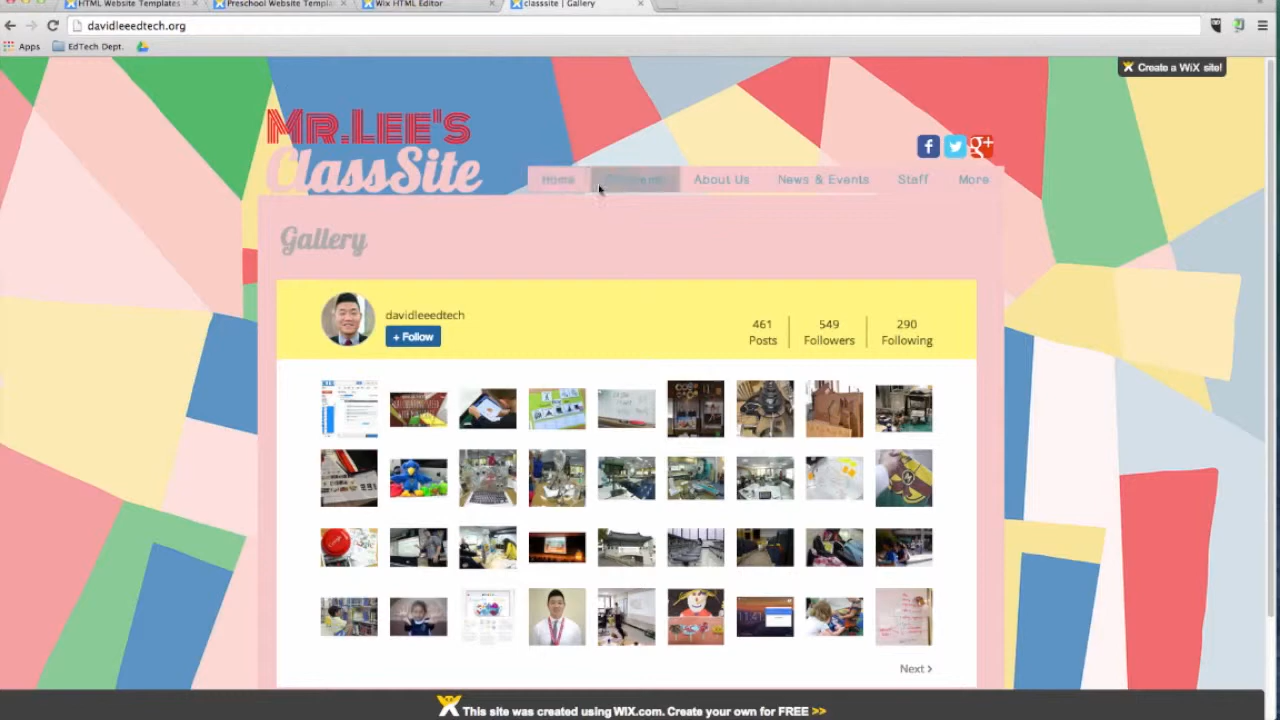 HTML Website Templates
Preschool Website Templa
Wix HTML Editor
classsite | Gallery
davidleeedtech.org
Apps
EdTech Dept.
Create a WiX site!
Mr.Lee's
ClassSite
Home
About Us
News & Events
Staff
More
Gallery
davidleeedtech
+ Follow
461
Posts
549
Followers
290
Following
Next >
This site was created using WIX.com. Create your own for FREE >>